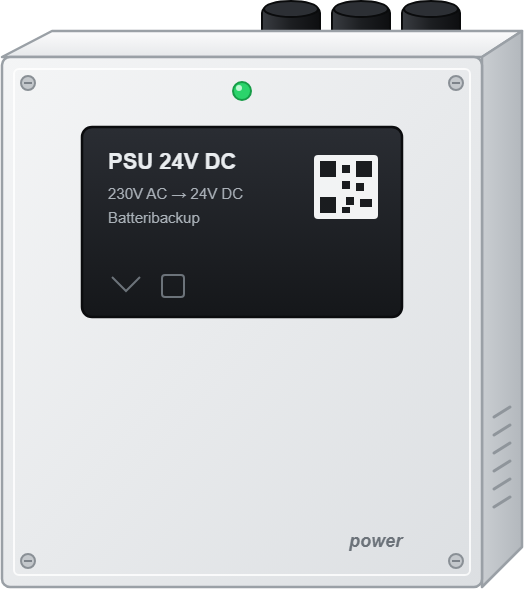 PSU 24V DC
230V AC → 24V DC
Batteribackup
power